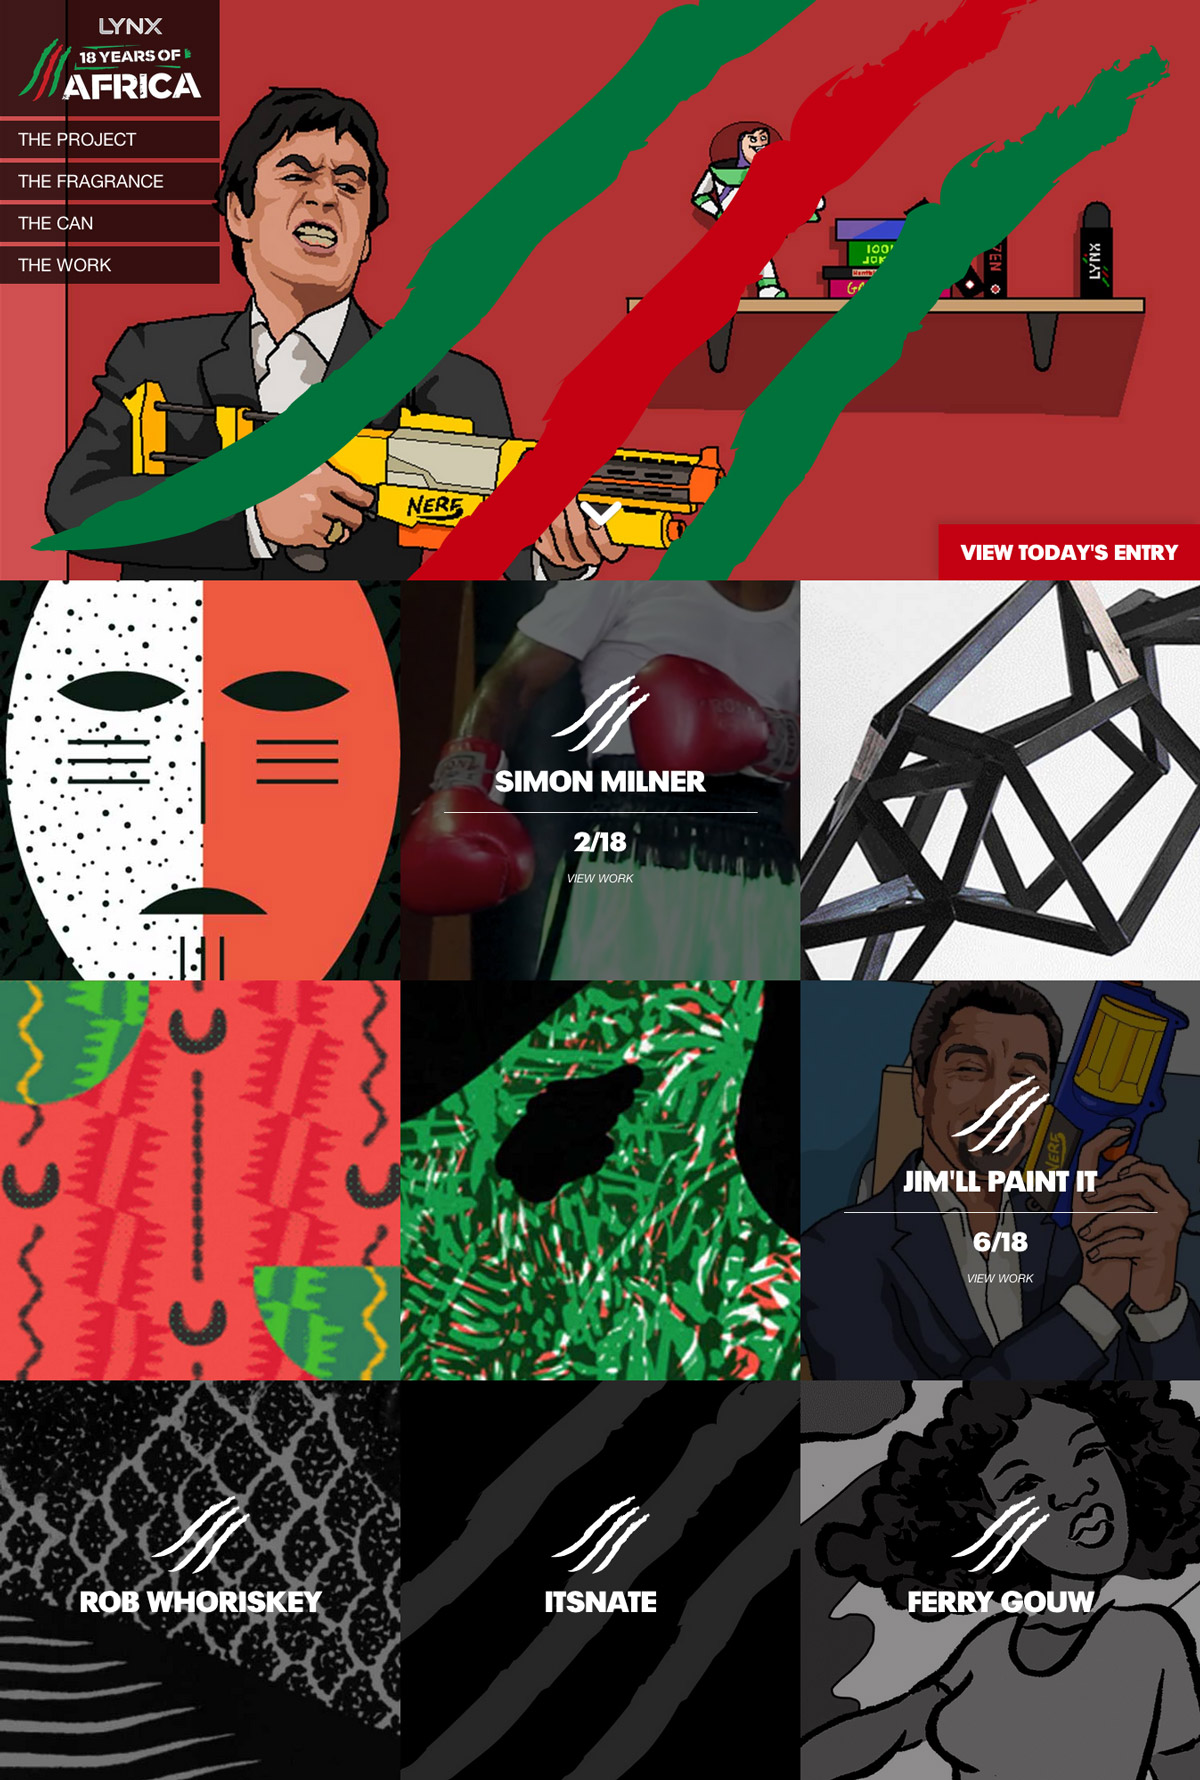 LYNX
18 YEARS OF
AFRICA
THE PROJECT
THE FRAGRANCE
THE CAN
THE WORK
LYNX
NERF
VIEW TODAY'S ENTRY
SIMON MILNER
2/18
VIEW WORK
NERF
JIM'LL PAINT IT
6/18
VIEW WORK
ROB WHORISKEY
ITSNATE
FERRY GOUW